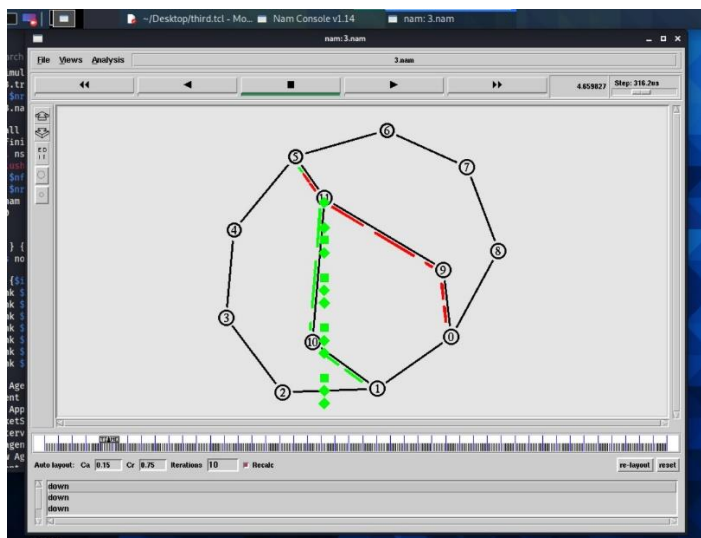 ~/Desktop/third.tcl - Mo...
Nam Console v1.14
nam: 3.nam
nam: 3.nam
File Views Analysis
3.nam
4.659827
Step: 316.2ms
6
5
7
11
4
8
9
3
10
0
2
1
Auto layout: Ca 0.15 Cr 0.75 Iterations 10 Recalc
re-layout reset
down
down
down